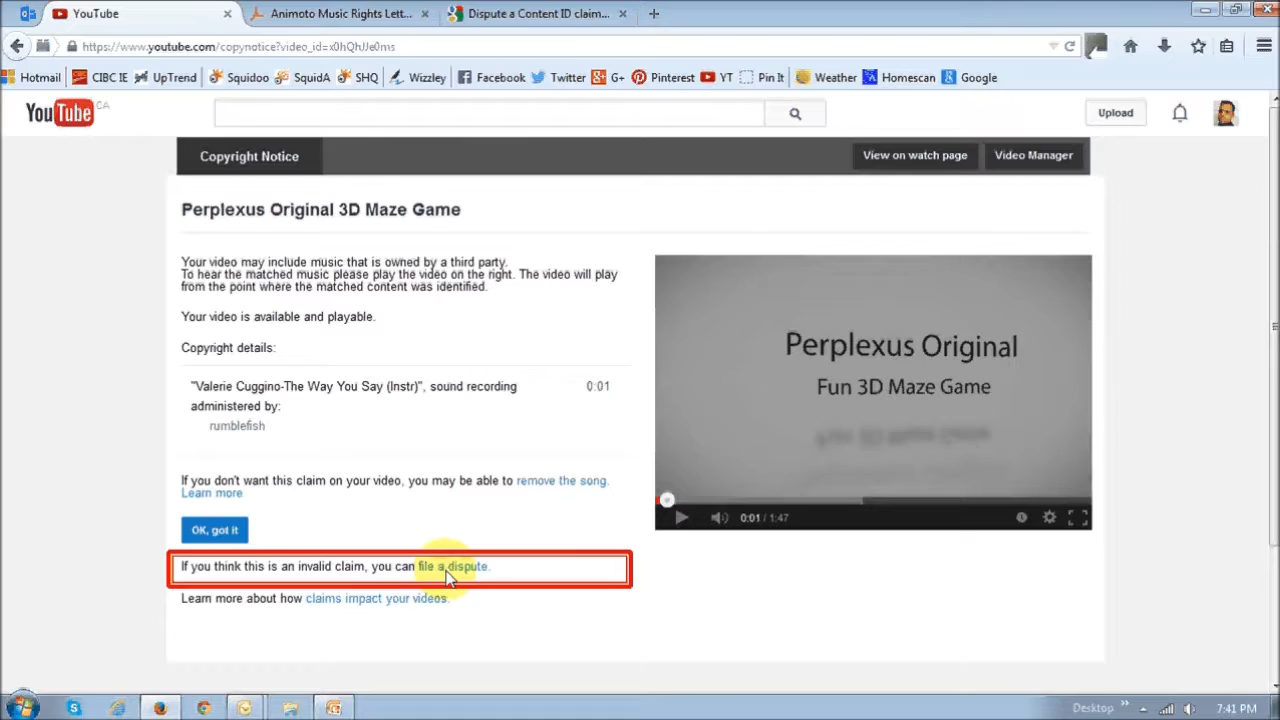 YouTube
Animoto Music Rights Lett...
Dispute a Content ID claim...
https://www.youtube.com/copynotice?video_id=x0hQhJJe0ms
Hotmail CIBC IE UpTrend Squidoo SquidA SHQ Wizzley Facebook Twitter G+ Pinterest YT Pin It Weather Homescan Google
YouTube CA Upload
Copyright Notice View on watch page Video Manager
Perplexus Original 3D Maze Game
Your video may include music that is owned by a third party.
To hear the matched music please play the video on the right. The video will play
from the point where the matched content was identified.
Your video is available and playable.
Copyright details:
"Valerie Cuggino-The Way You Say (Instr)", sound recording 0:01
administered by:
rumblefish
If you don't want this claim on your video, you may be able to remove the song.
Learn more
OK, got it
If you think this is an invalid claim, you can file a dispute.
Learn more about how claims impact your videos.
Perplexus Original
Fun 3D Maze Game
0:01 / 1:47
Desktop 7:41 PM